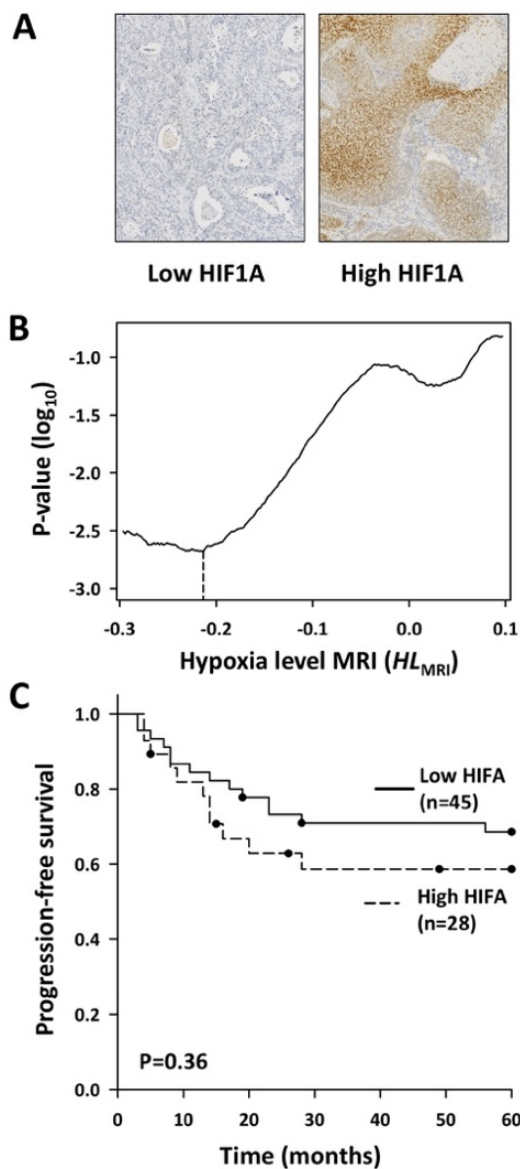 A
Low HIF1A
High HIF1A
B
P-value (log10)
-1.0
-1.5
-2.0
-2.5
-3.0
-0.3
-0.2
-0.1
0.0
0.1
Hypoxia level MRI (HLMRI)
C
Progression-free survival
1.0
0.8
0.6
0.4
0.2
0.0
Low HIFA
(n=45)
High HIFA
(n=28)
P=0.36
0
10
20
30
40
50
60
Time (months)